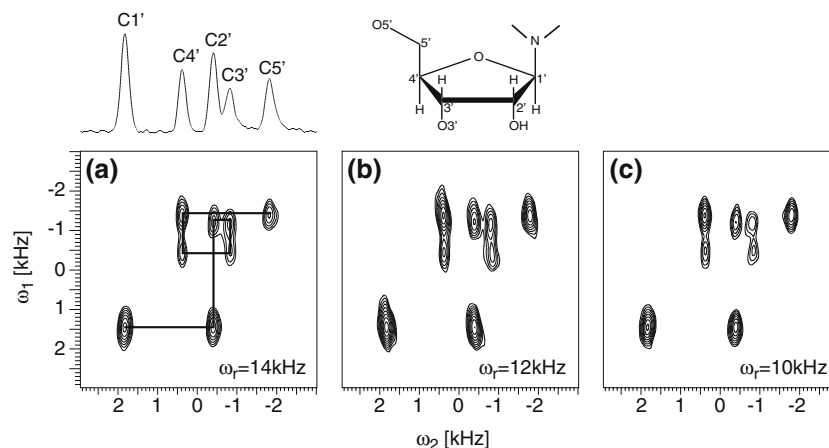 C1'
C4'
C2'
C3'
C5'
O5'
5'
O
N
4'
H
H
1'
3'
2'
H
H
O3'
OH
(a)
(b)
(c)
-2
-1
0
1
2
ω1 [kHz]
ωr=14kHz
ωr=12kHz
ωr=10kHz
2 1 0 -1 -2
2 1 0 -1 -2
2 1 0 -1 -2
ω2 [kHz]